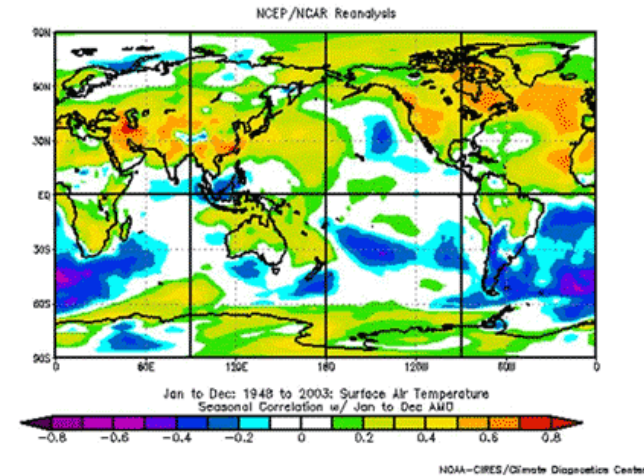 NCEP/NCAR Reanalysis
90N
60N
30N
EQ
30S
60S
90S
0 60E 120E 180 120W 60W 0
Jan to Dec: 1948 to 2003: Surface Air Temperature
Seasonal Correlation w/ Jan to Dec AMO
-0.8 -0.6 -0.4 -0.2 0 0.2 0.4 0.6 0.8
NOAA-CIRES/Climate Diagnostics Cente